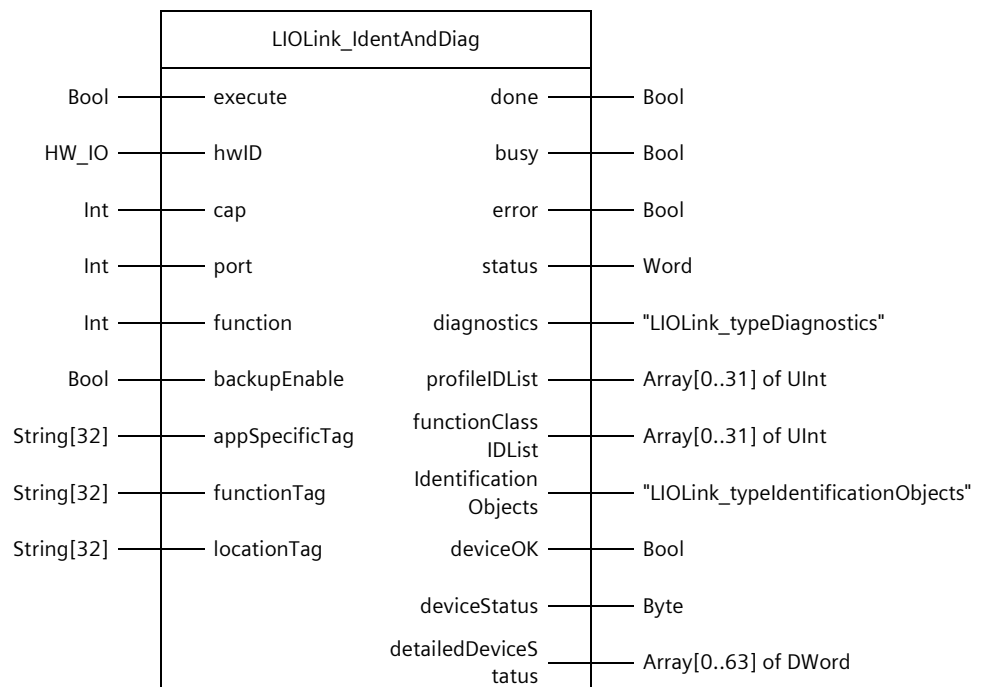 LIOLink_IdentAndDiag
Bool execute done Bool
HW_IO hwID busy Bool
Int cap error Bool
Int port status Word
Int function diagnostics "LIOLink_typeDiagnostics"
Bool backupEnable profileIDList Array[0..31] of UInt
String[32] appSpecificTag functionClass
IDList Array[0..31] of UInt
String[32] functionTag Identification
Objects "LIOLink_typeIdentificationObjects"
String[32] locationTag deviceOK Bool
deviceStatus Byte
detailedDeviceS
tatus Array[0..63] of DWord